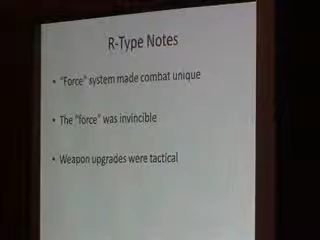 R-Type Notes
• "Force" system made combat unique
• The "force" was invincible
• Weapon upgrades were tactical